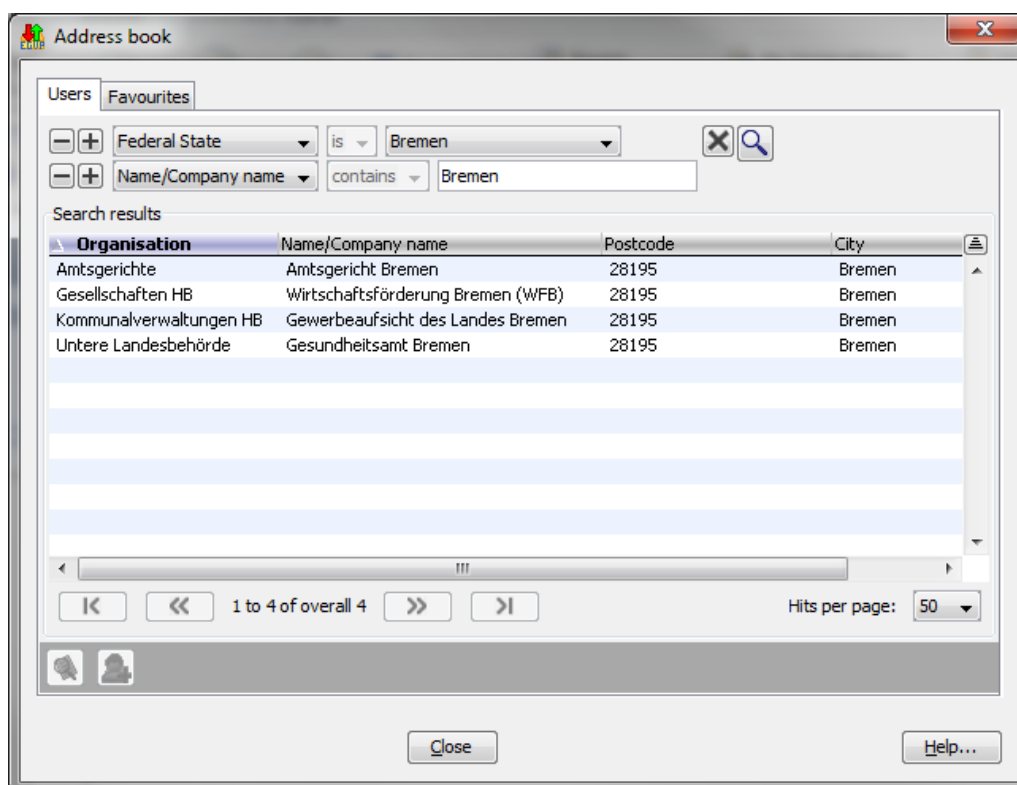 EGVP
Address book
Users Favourites
Federal State is Bremen
Name/Company name contains Bremen
Search results
Organisation Name/Company name Postcode City
Amtsgerichte Amtsgericht Bremen 28195 Bremen
Gesellschaften HB Wirtschaftsförderung Bremen (WFB) 28195 Bremen
Kommunalverwaltungen HB Gewerbeaufsicht des Landes Bremen 28195 Bremen
Untere Landesbehörde Gesundheitsamt Bremen 28195 Bremen
1 to 4 of overall 4 Hits per page: 50
Close Help...